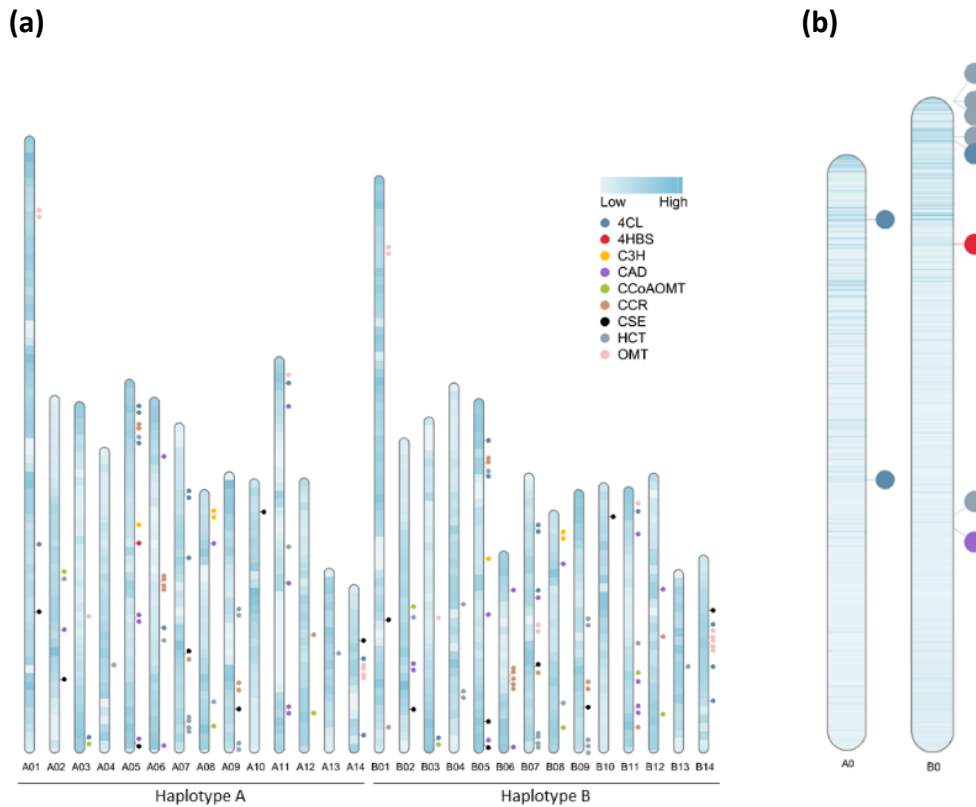 (a)
(b)
Low High
4CL
4HBS
C3H
CAD
CCoAOMT
CCR
CSE
HCT
OMT
A01 A02 A03 A04 A05 A06 A07 A08 A09 A10 A11 A12 A13 A14 B01 B02 B03 B04 B05 B06 B07 B08 B09 B10 B11 B12 B13 B14
Haplotype A Haplotype B
A0 B0